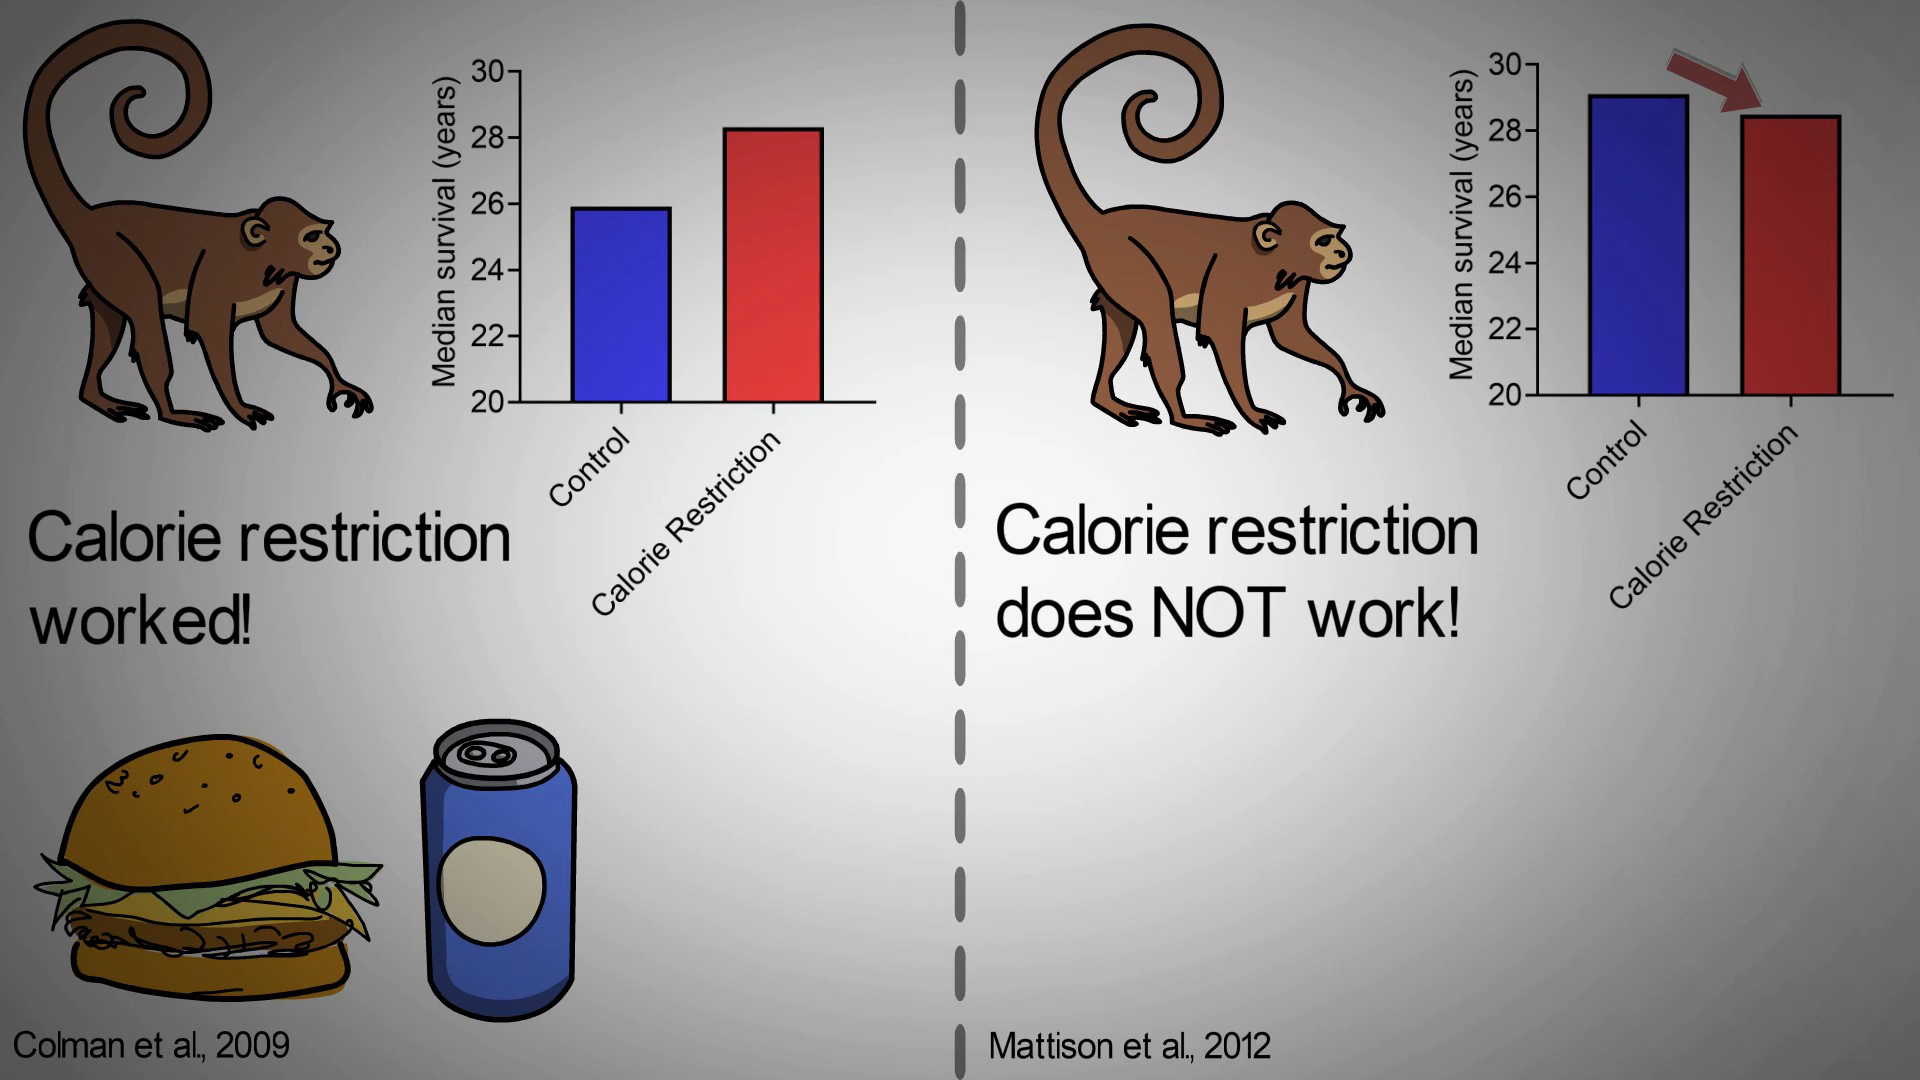 Median survival (years)
30
28
26
24
22
20
Control
Calorie Restriction
Calorie restriction
worked!
Colman et al., 2009
Median survival (years)
30
28
26
24
22
20
Control
Calorie Restriction
Calorie restriction
does NOT work!
Mattison et al., 2012